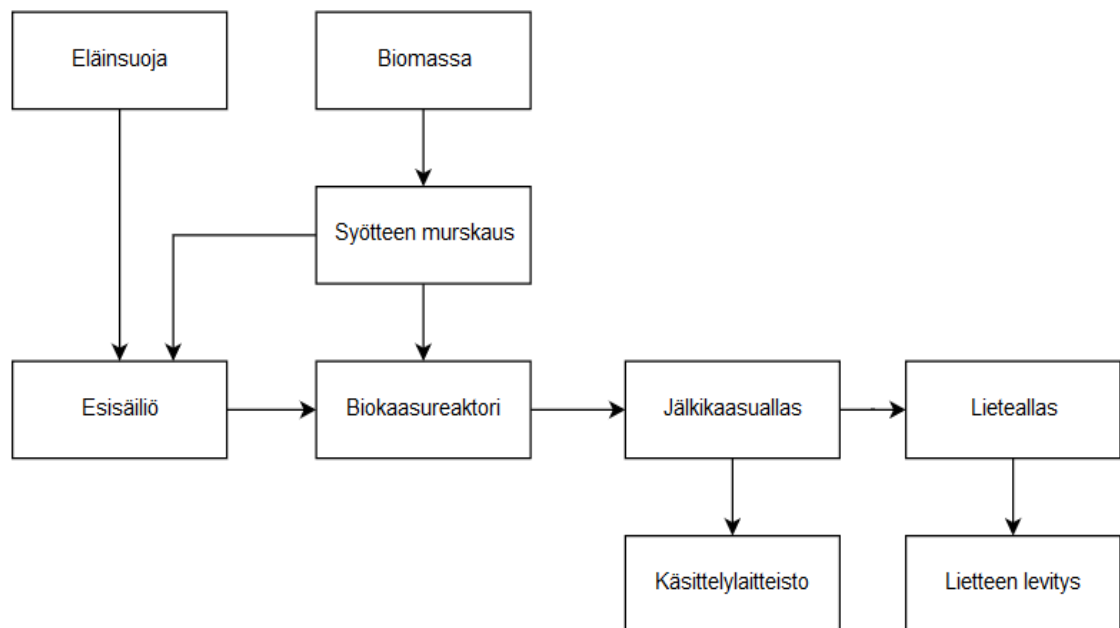 Eläinsuoja
Biomassa
Syötteen murskaus
Esisäiliö
Biokaasureaktori
Jälkikaasuallas
Lieteallas
Käsittelylaitteisto
Lietteen levitys